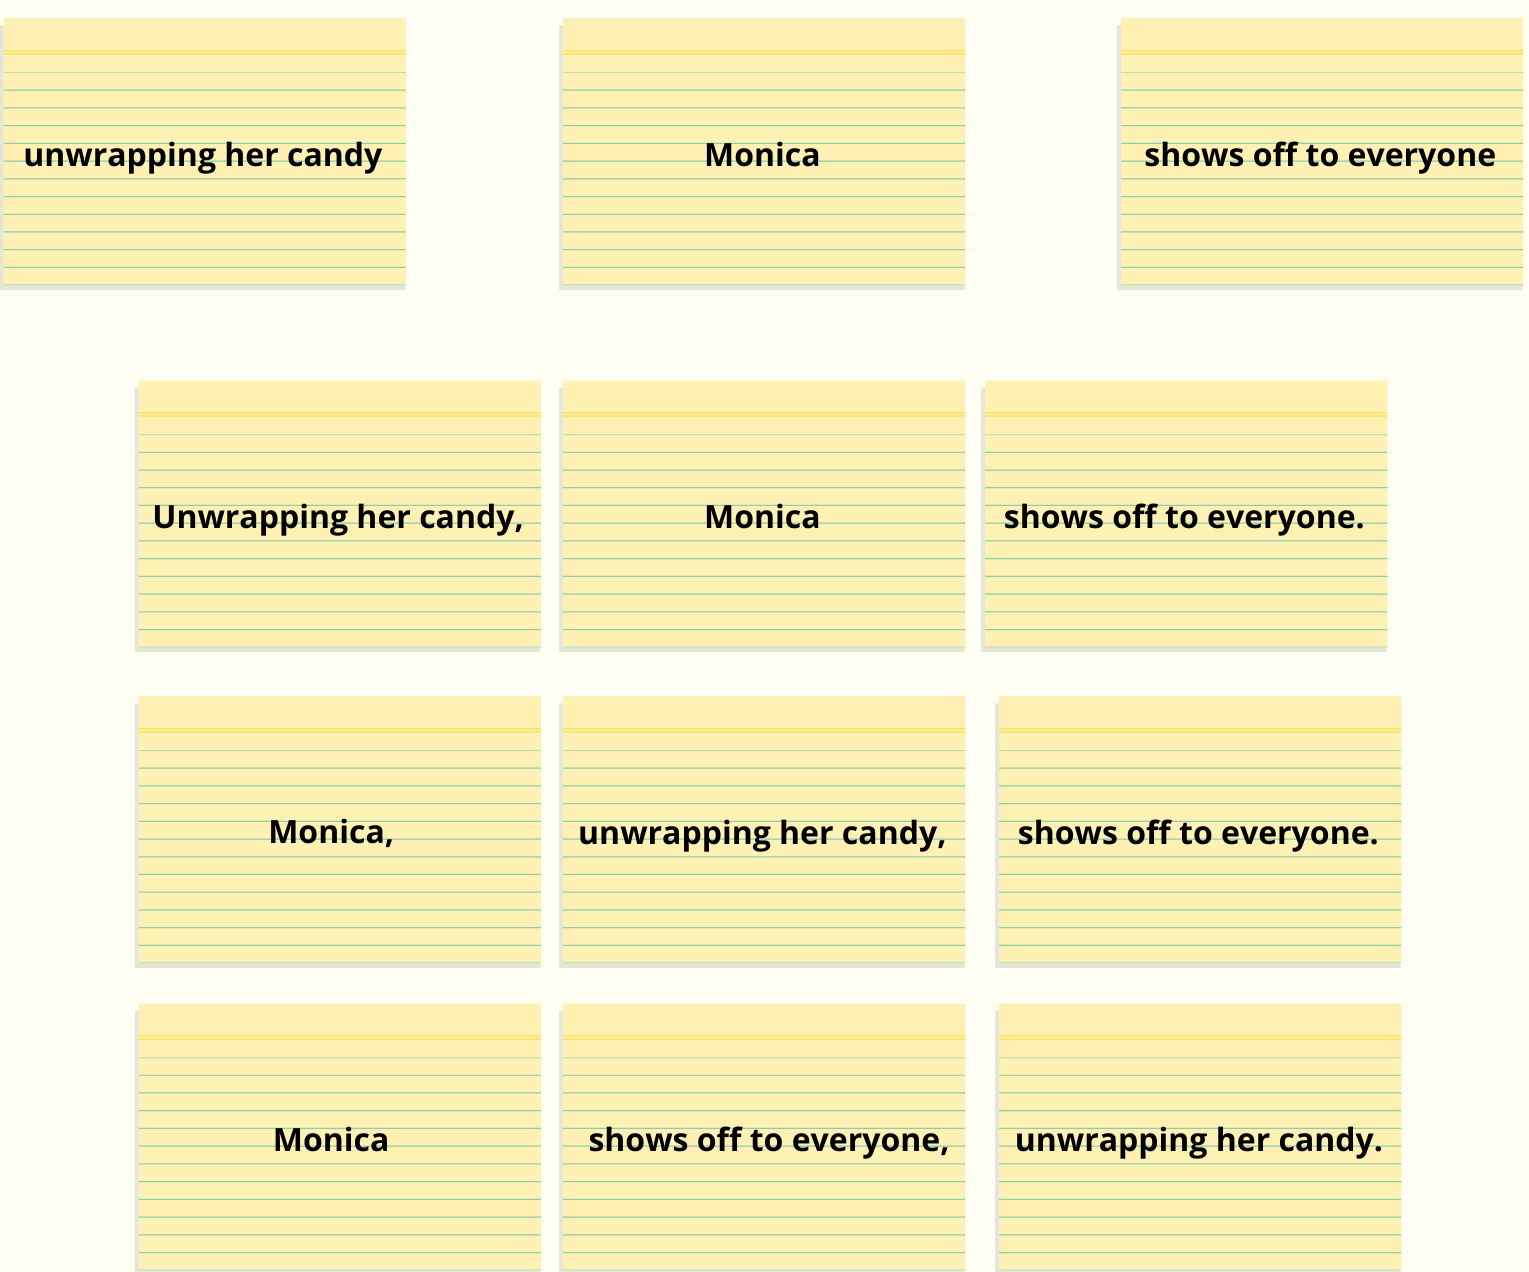 unwrapping her candy
Monica
shows off to everyone
Unwrapping her candy,
Monica
shows off to everyone.
Monica,
unwrapping her candy,
shows off to everyone.
Monica
shows off to everyone,
unwrapping her candy.